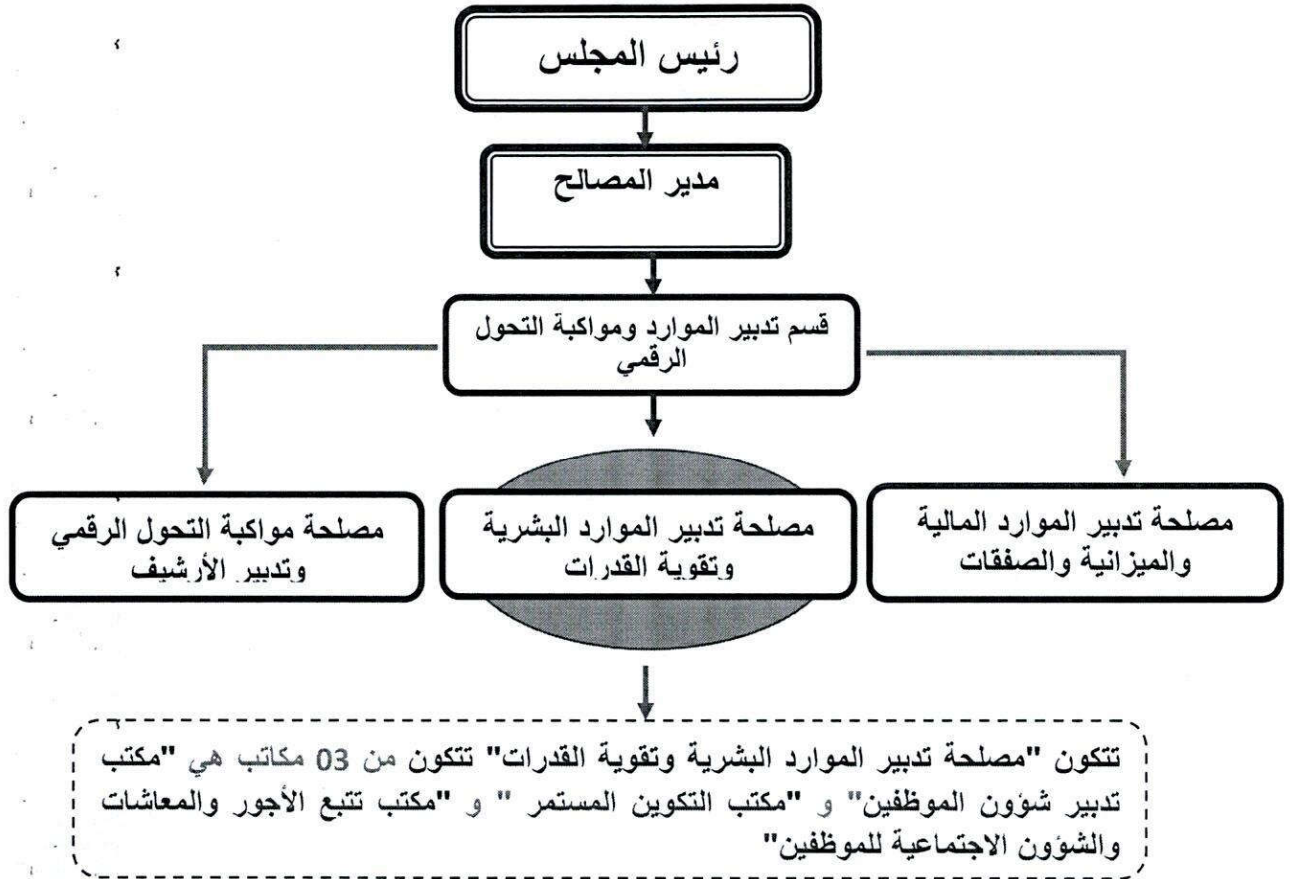 رئيس المجلس
مدير المصالح
قسم تدبير الموارد ومواكبة التحول
الرقمي
مصلحة تدبير الموارد المالية
والميزانية والصفقات
مصلحة تدبير الموارد البشرية
وتقوية القدرات
مصلحة مواكبة التحول الرقمي
وتدبير الأرشيف
تتكون "مصلحة تدبير الموارد البشرية وتقوية القدرات" تتكون من 03 مكاتب هي "مكتب
تدبير شؤون الموظفين" و "مكتب التكوين المستمر " و "مكتب تتبع الأجور والمعاشات
والشؤون الاجتماعية للموظفين"